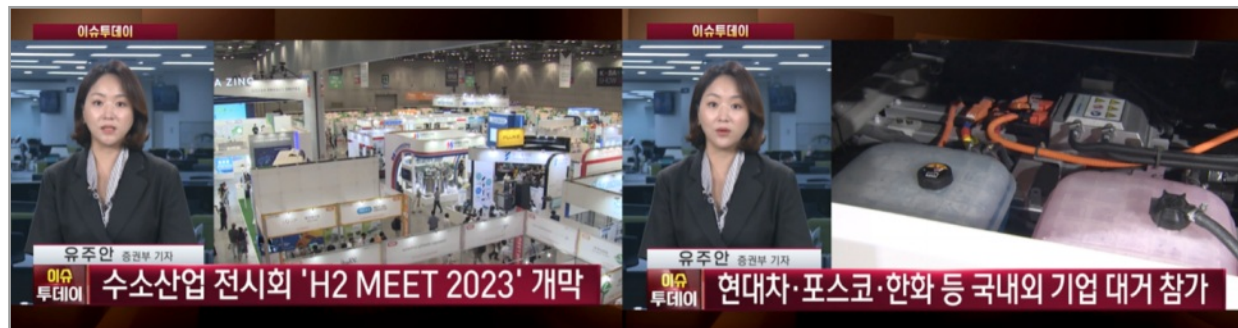 이슈투데이
A ZING
유주안 증권부 기자
이슈
투데이
수소산업 전시회 'H2 MEET 2023' 개막
이슈투데이
유주안 증권부 기자
이슈
투데이
현대차·포스코·한화 등 국내외 기업 대거 참가